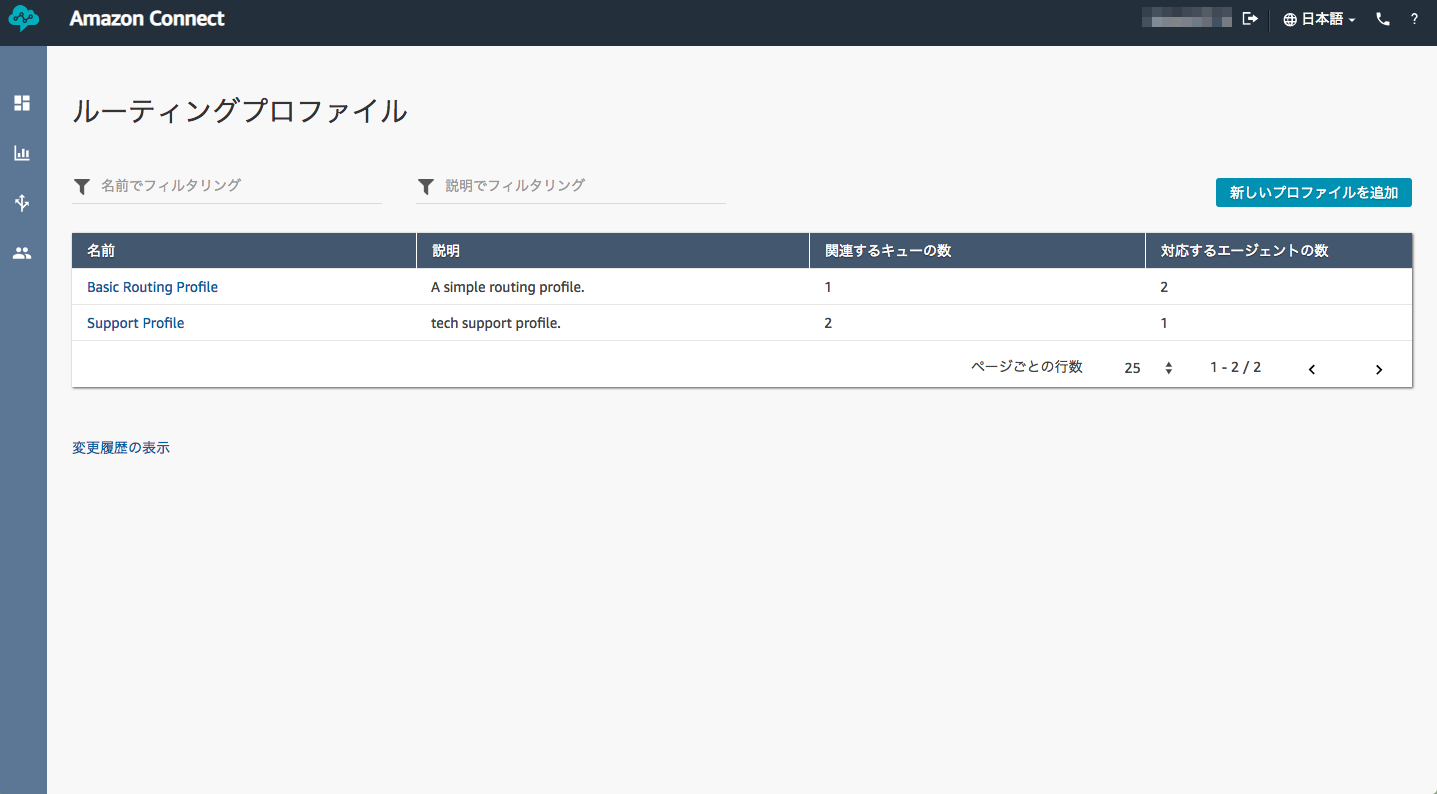 Amazon Connect
日本語
?
ルーティングプロファイル
名前でフィルタリング
説明でフィルタリング
新しいプロファイルを追加
名前 説明 関連するキューの数 対応するエージェントの数
Basic Routing Profile A simple routing profile. 1 2
Support Profile tech support profile. 2 1
ページごとの行数 25 1 - 2 / 2
変更履歴の表示